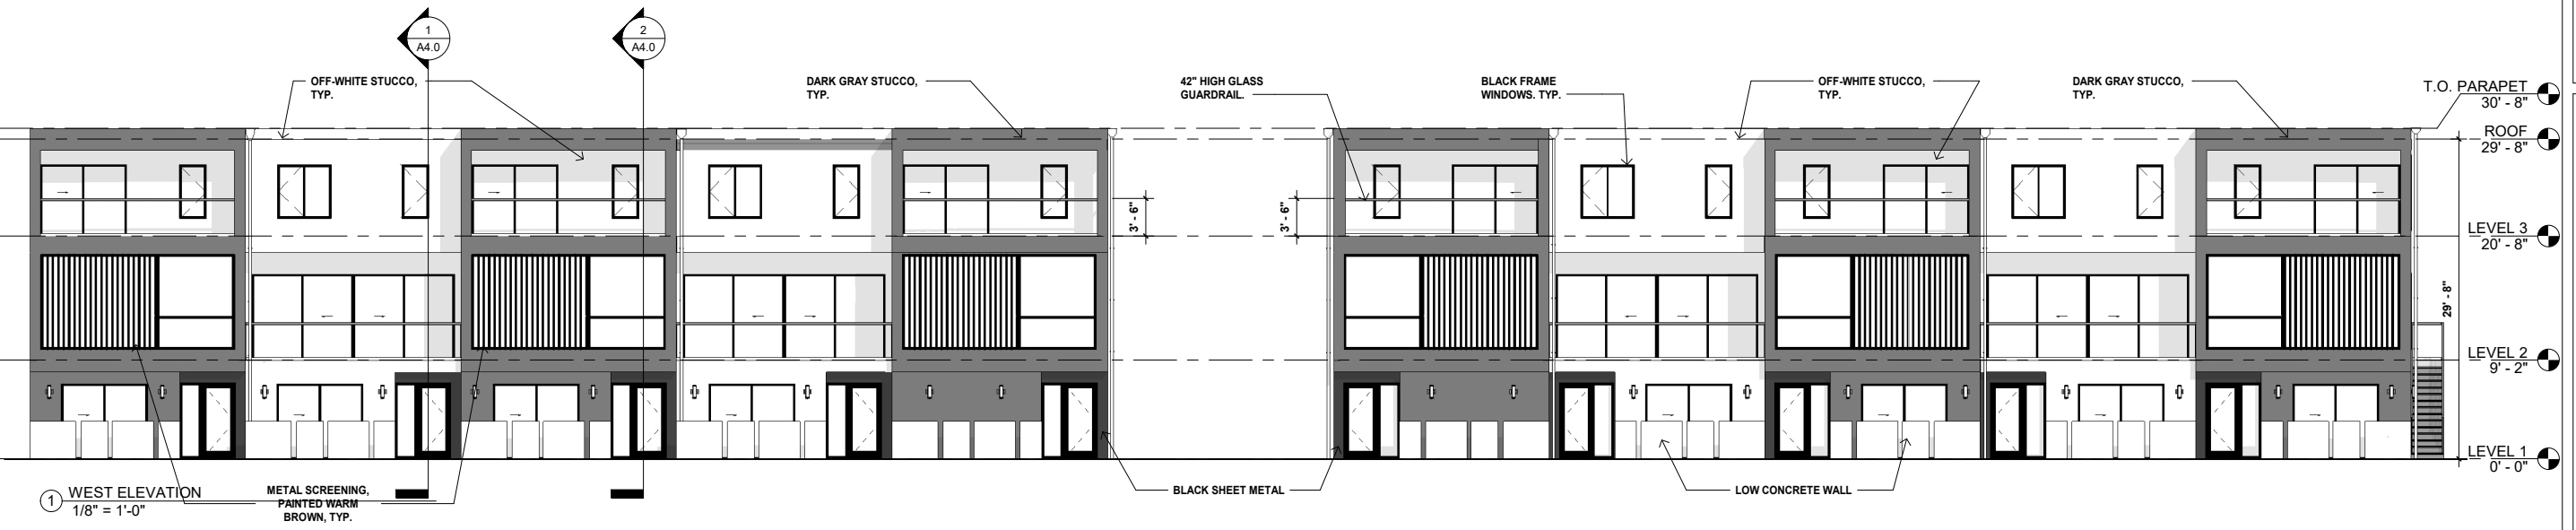 1
A4.0
2
A4.0
OFF-WHITE STUCCO,
TYP.
DARK GRAY STUCCO,
TYP.
42" HIGH GLASS
GUARDRAIL.
BLACK FRAME
WINDOWS. TYP.
OFF-WHITE STUCCO,
TYP.
DARK GRAY STUCCO,
TYP.
T.O. PARAPET
30' - 8"
ROOF
29' - 8"
3' - 6"
3' - 6"
LEVEL 3
20' - 8"
29' - 8"
LEVEL 2
9' - 2"
LEVEL 1
0' - 0"
1
WEST ELEVATION
1/8" = 1'-0"
METAL SCREENING,
PAINTED WARM
BROWN, TYP.
BLACK SHEET METAL
LOW CONCRETE WALL